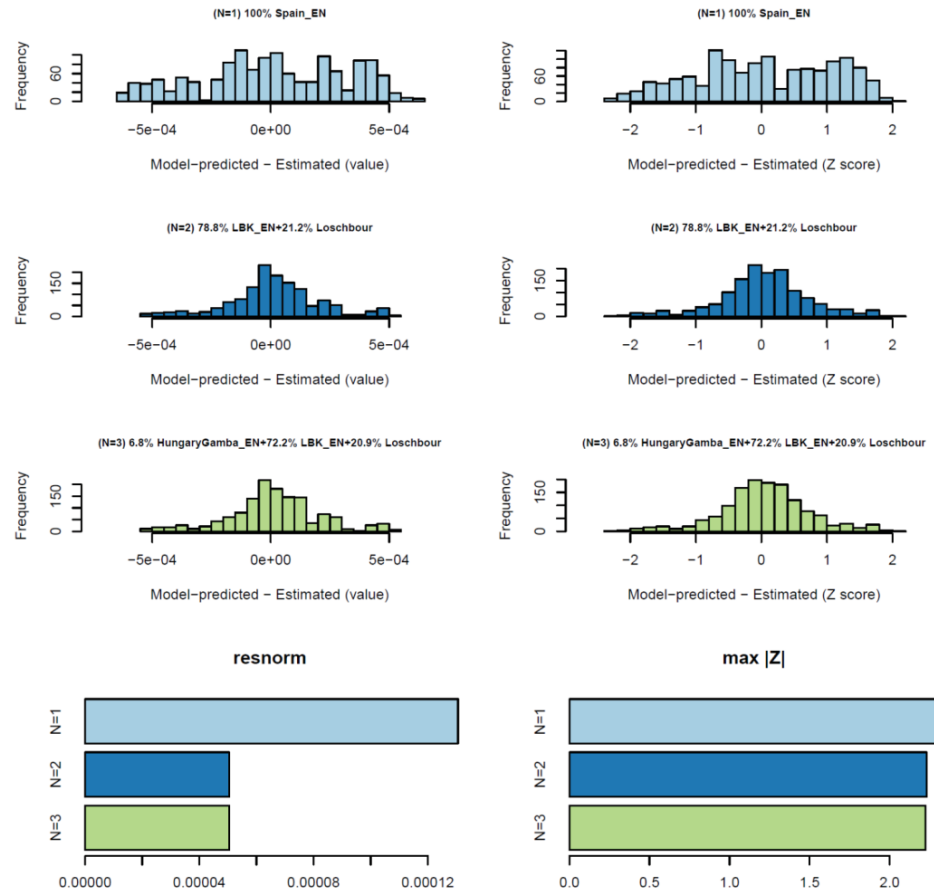 (N=1) 100% Spain_EN
Frequency
0 60
−5e−04 0e+00 5e−04
Model−predicted − Estimated (value)
(N=1) 100% Spain_EN
Frequency
0 60
−2 −1 0 1 2
Model−predicted − Estimated (Z score)
(N=2) 78.8% LBK_EN+21.2% Loschbour
Frequency
0 150
−5e−04 0e+00 5e−04
Model−predicted − Estimated (value)
(N=2) 78.8% LBK_EN+21.2% Loschbour
Frequency
0 150
−2 −1 0 1 2
Model−predicted − Estimated (Z score)
(N=3) 6.8% HungaryGamba_EN+72.2% LBK_EN+20.9% Loschbour
Frequency
0 150
−5e−04 0e+00 5e−04
Model−predicted − Estimated (value)
(N=3) 6.8% HungaryGamba_EN+72.2% LBK_EN+20.9% Loschbour
Frequency
0 150
−2 −1 0 1 2
Model−predicted − Estimated (Z score)
resnorm
N=1
N=2
N=3
0.00000 0.00004 0.00008 0.00012
max |Z|
N=1
N=2
N=3
0.0 0.5 1.0 1.5 2.0